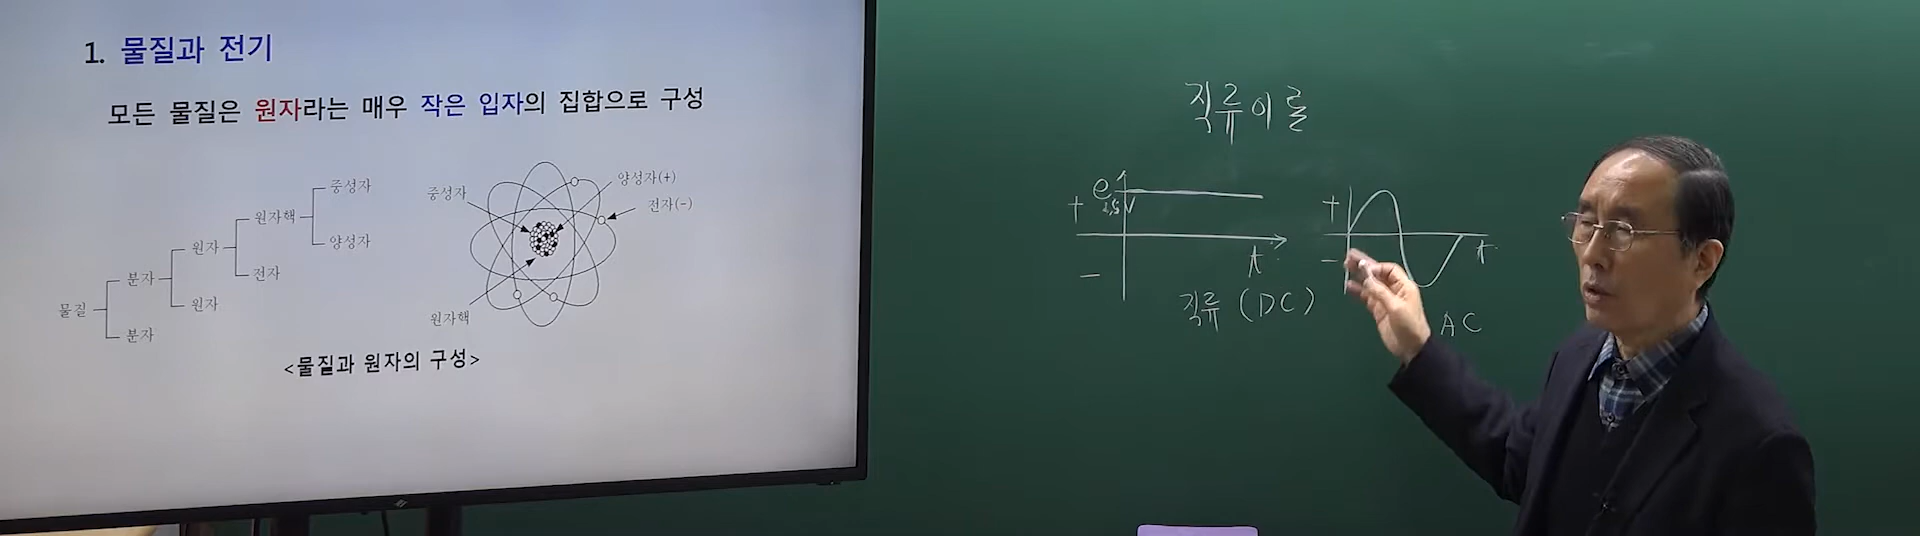 1. 물질과 전기
모든 물질은 원자라는 매우 작은 입자의 집합으로 구성
중성자
원자핵
양성자
원자
전자
분자
원자
물질
분자
중성자
양성자(+)
전자(-)
원자핵
<물질과 원자의 구성>
직류이론
e
+
-
t
직류 (DC)
+
-
t
AC